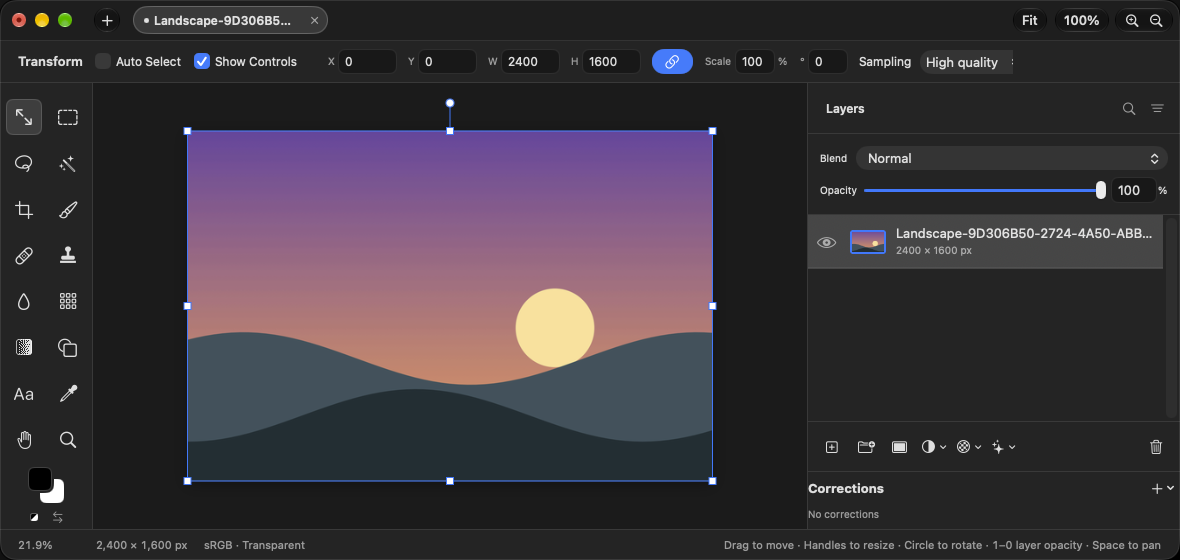 Landscape-9D306B5...
Fit
100%
Transform
Auto Select
Show Controls
X 0
Y 0
W 2400
H 1600
Scale 100 %
° 0
Sampling High quality
Layers
Blend Normal
Opacity 100 %
Landscape-9D306B50-2724-4A50-ABB...
2400 × 1600 px
Aa
Corrections
No corrections
21.9%
2,400 × 1,600 px
sRGB · Transparent
Drag to move · Handles to resize · Circle to rotate · 1–0 layer opacity · Space to pan